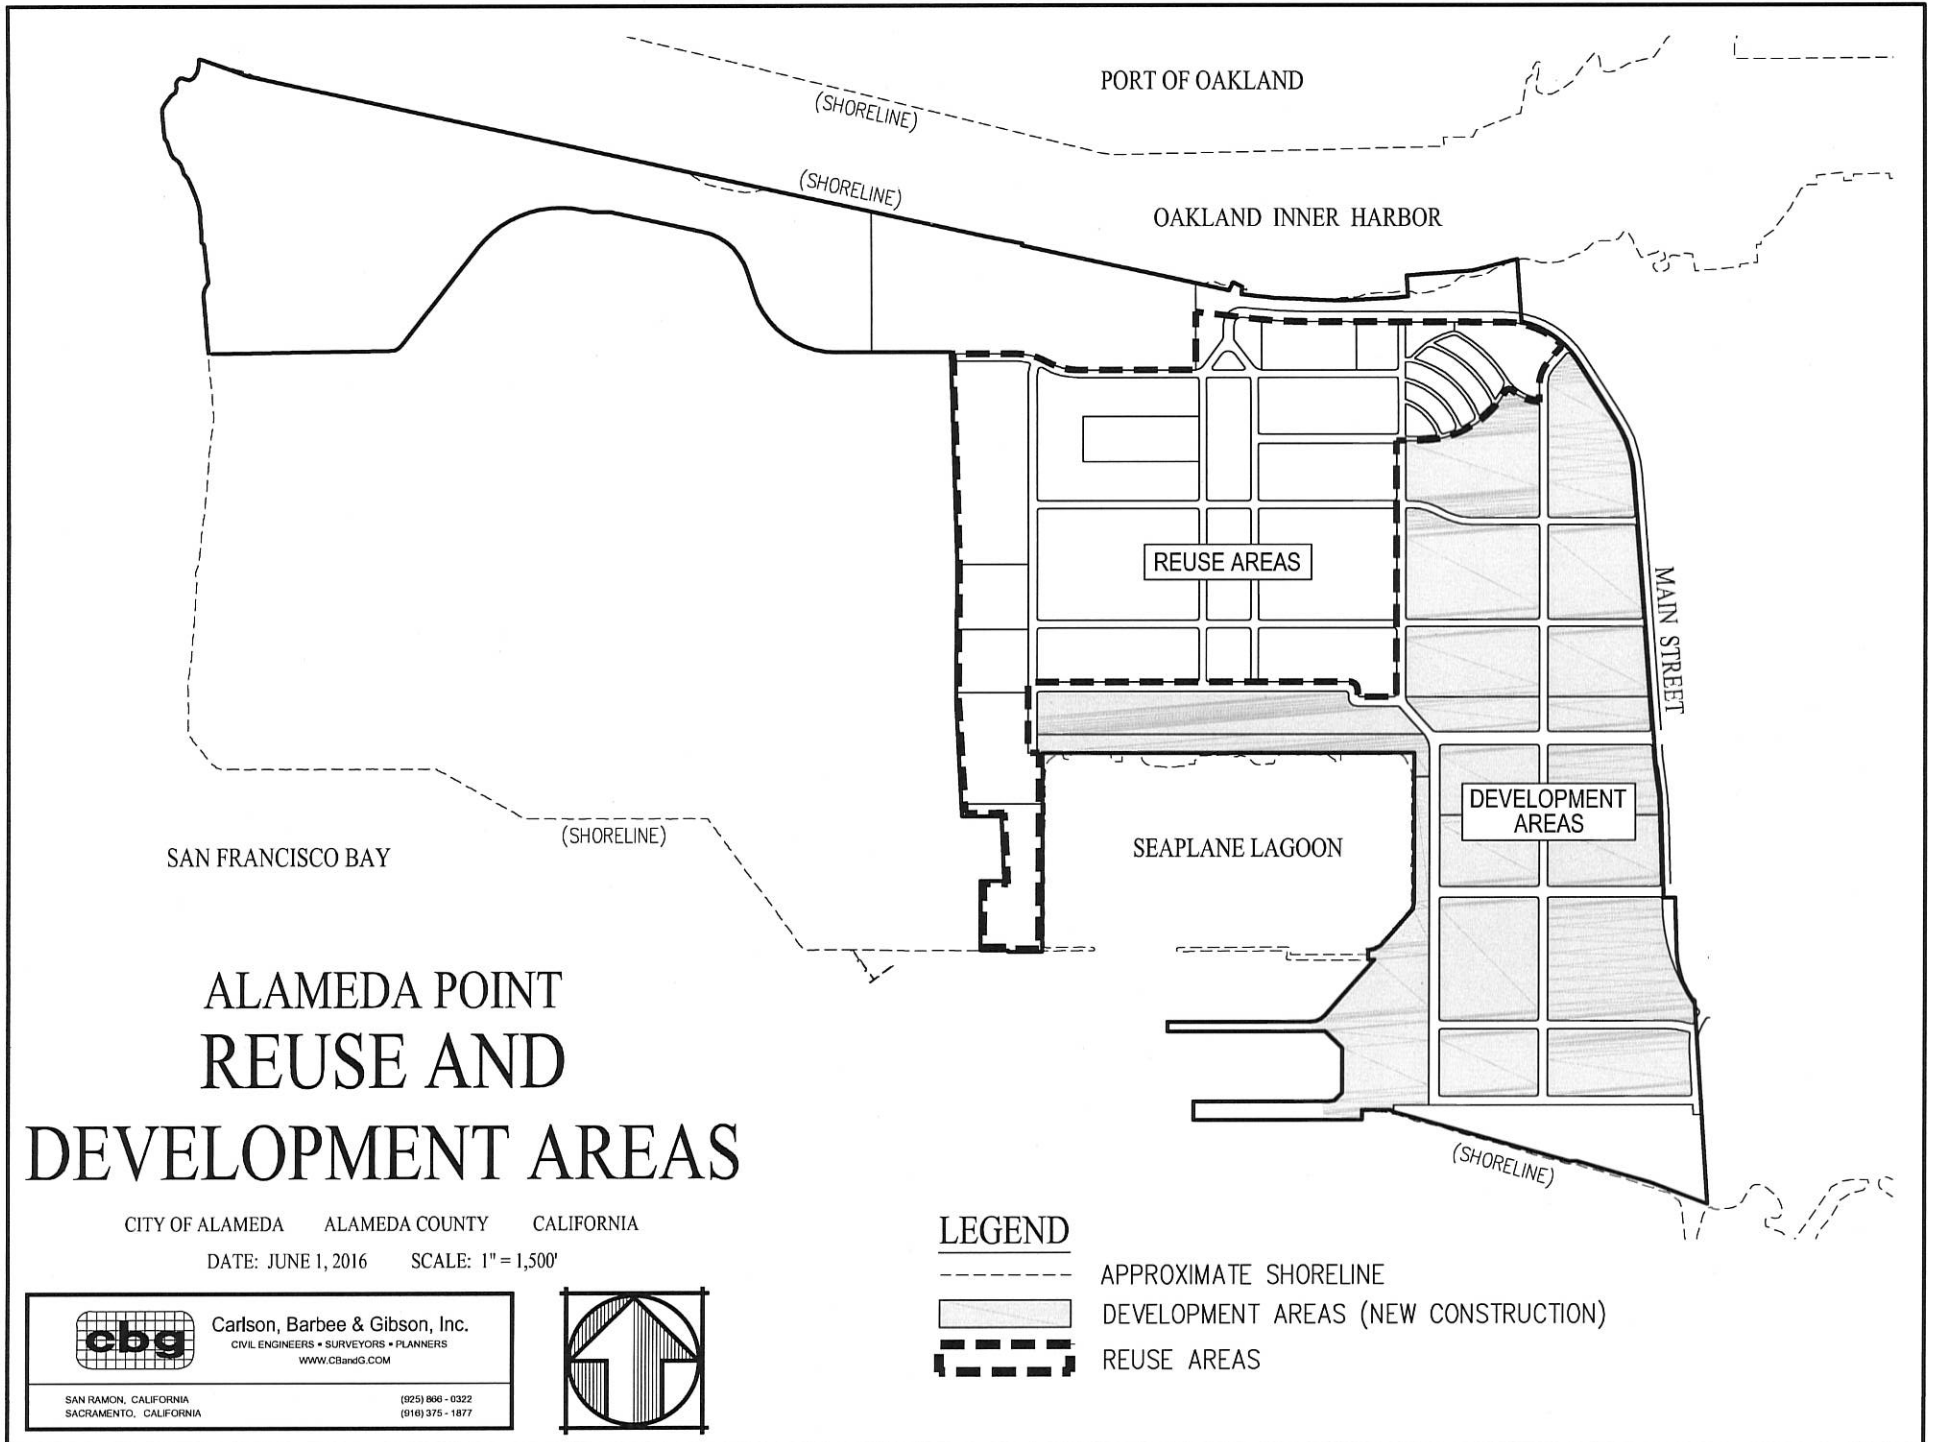 PORT OF OAKLAND
(SHORELINE)
(SHORELINE)
OAKLAND INNER HARBOR
REUSE AREAS
MAIN STREET
DEVELOPMENT
AREAS
SEAPLANE LAGOON
(SHORELINE)
SAN FRANCISCO BAY
(SHORELINE)
ALAMEDA POINT
REUSE AND
DEVELOPMENT AREAS
CITY OF ALAMEDA ALAMEDA COUNTY CALIFORNIA
DATE: JUNE 1, 2016 SCALE: 1" = 1,500'
cbg
Carlson, Barbee & Gibson, Inc.
CIVIL ENGINEERS • SURVEYORS • PLANNERS
WWW.CBandG.COM
SAN RAMON, CALIFORNIA (925) 866 - 0322
SACRAMENTO, CALIFORNIA (916) 375 - 1877
LEGEND
APPROXIMATE SHORELINE
DEVELOPMENT AREAS (NEW CONSTRUCTION)
REUSE AREAS